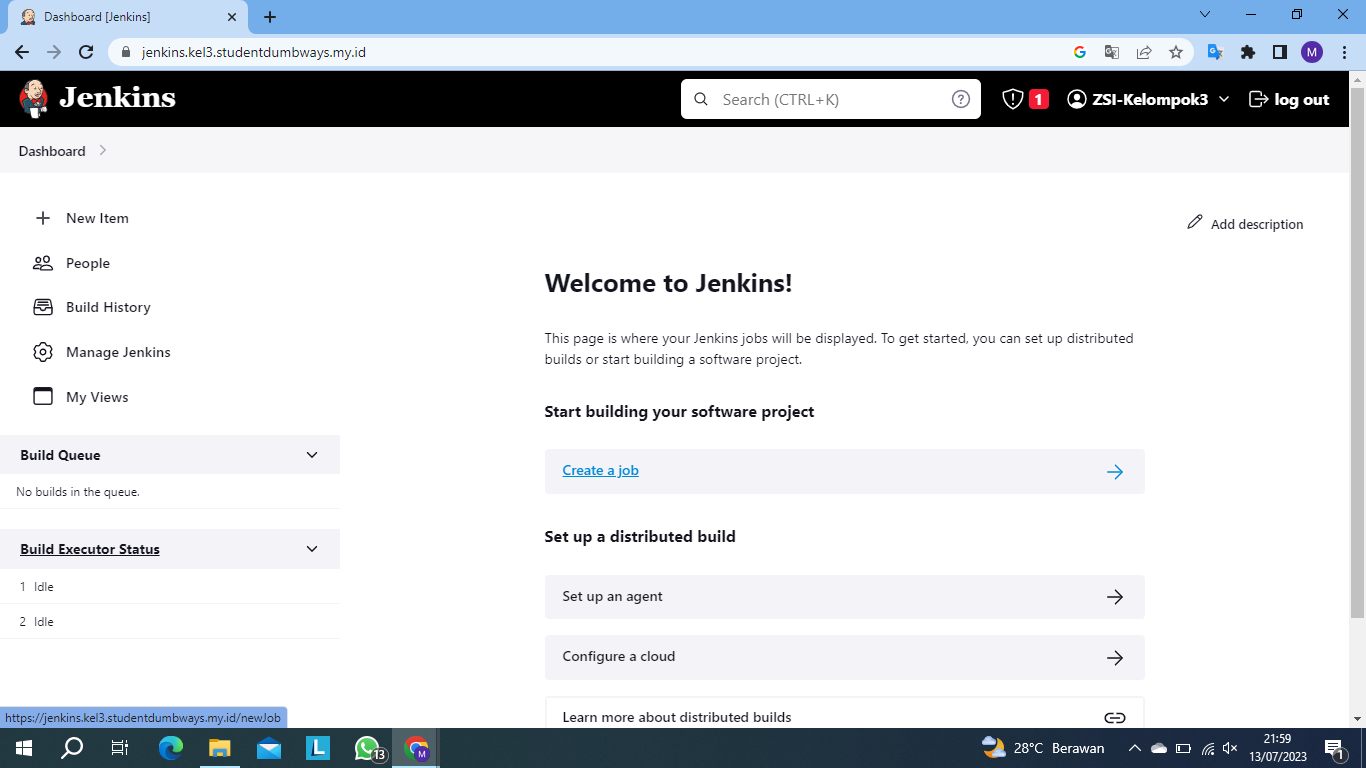 Dashboard [Jenkins]
jenkins.kel3.studentdumbways.my.id
M
Jenkins
Search (CTRL+K)
1
ZSI-Kelompok3
log out
Dashboard
New Item
People
Build History
Manage Jenkins
My Views
Build Queue
No builds in the queue.
Build Executor Status
1 Idle
2 Idle
Add description
Welcome to Jenkins!
This page is where your Jenkins jobs will be displayed. To get started, you can set up distributed
builds or start building a software project.
Start building your software project
Create a job
Set up a distributed build
Set up an agent
Configure a cloud
Learn more about distributed builds
https://jenkins.kel3.studentdumbways.my.id/newJob
L
13
M
28°C Berawan
21:59
13/07/2023
1